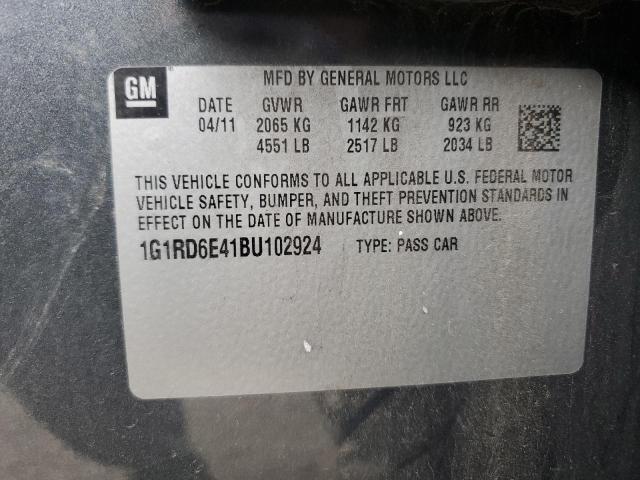 GM
MFD BY GENERAL MOTORS LLC
DATE GVWR GAWR FRT GAWR RR
04/11 2065 KG 1142 KG 923 KG
4551 LB 2517 LB 2034 LB
THIS VEHICLE CONFORMS TO ALL APPLICABLE U.S. FEDERAL MOTOR
VEHICLE SAFETY, BUMPER, AND THEFT PREVENTION STANDARDS IN
EFFECT ON THE DATE OF MANUFACTURE SHOWN ABOVE.
1G1RD6E41BU102924 TYPE: PASS CAR